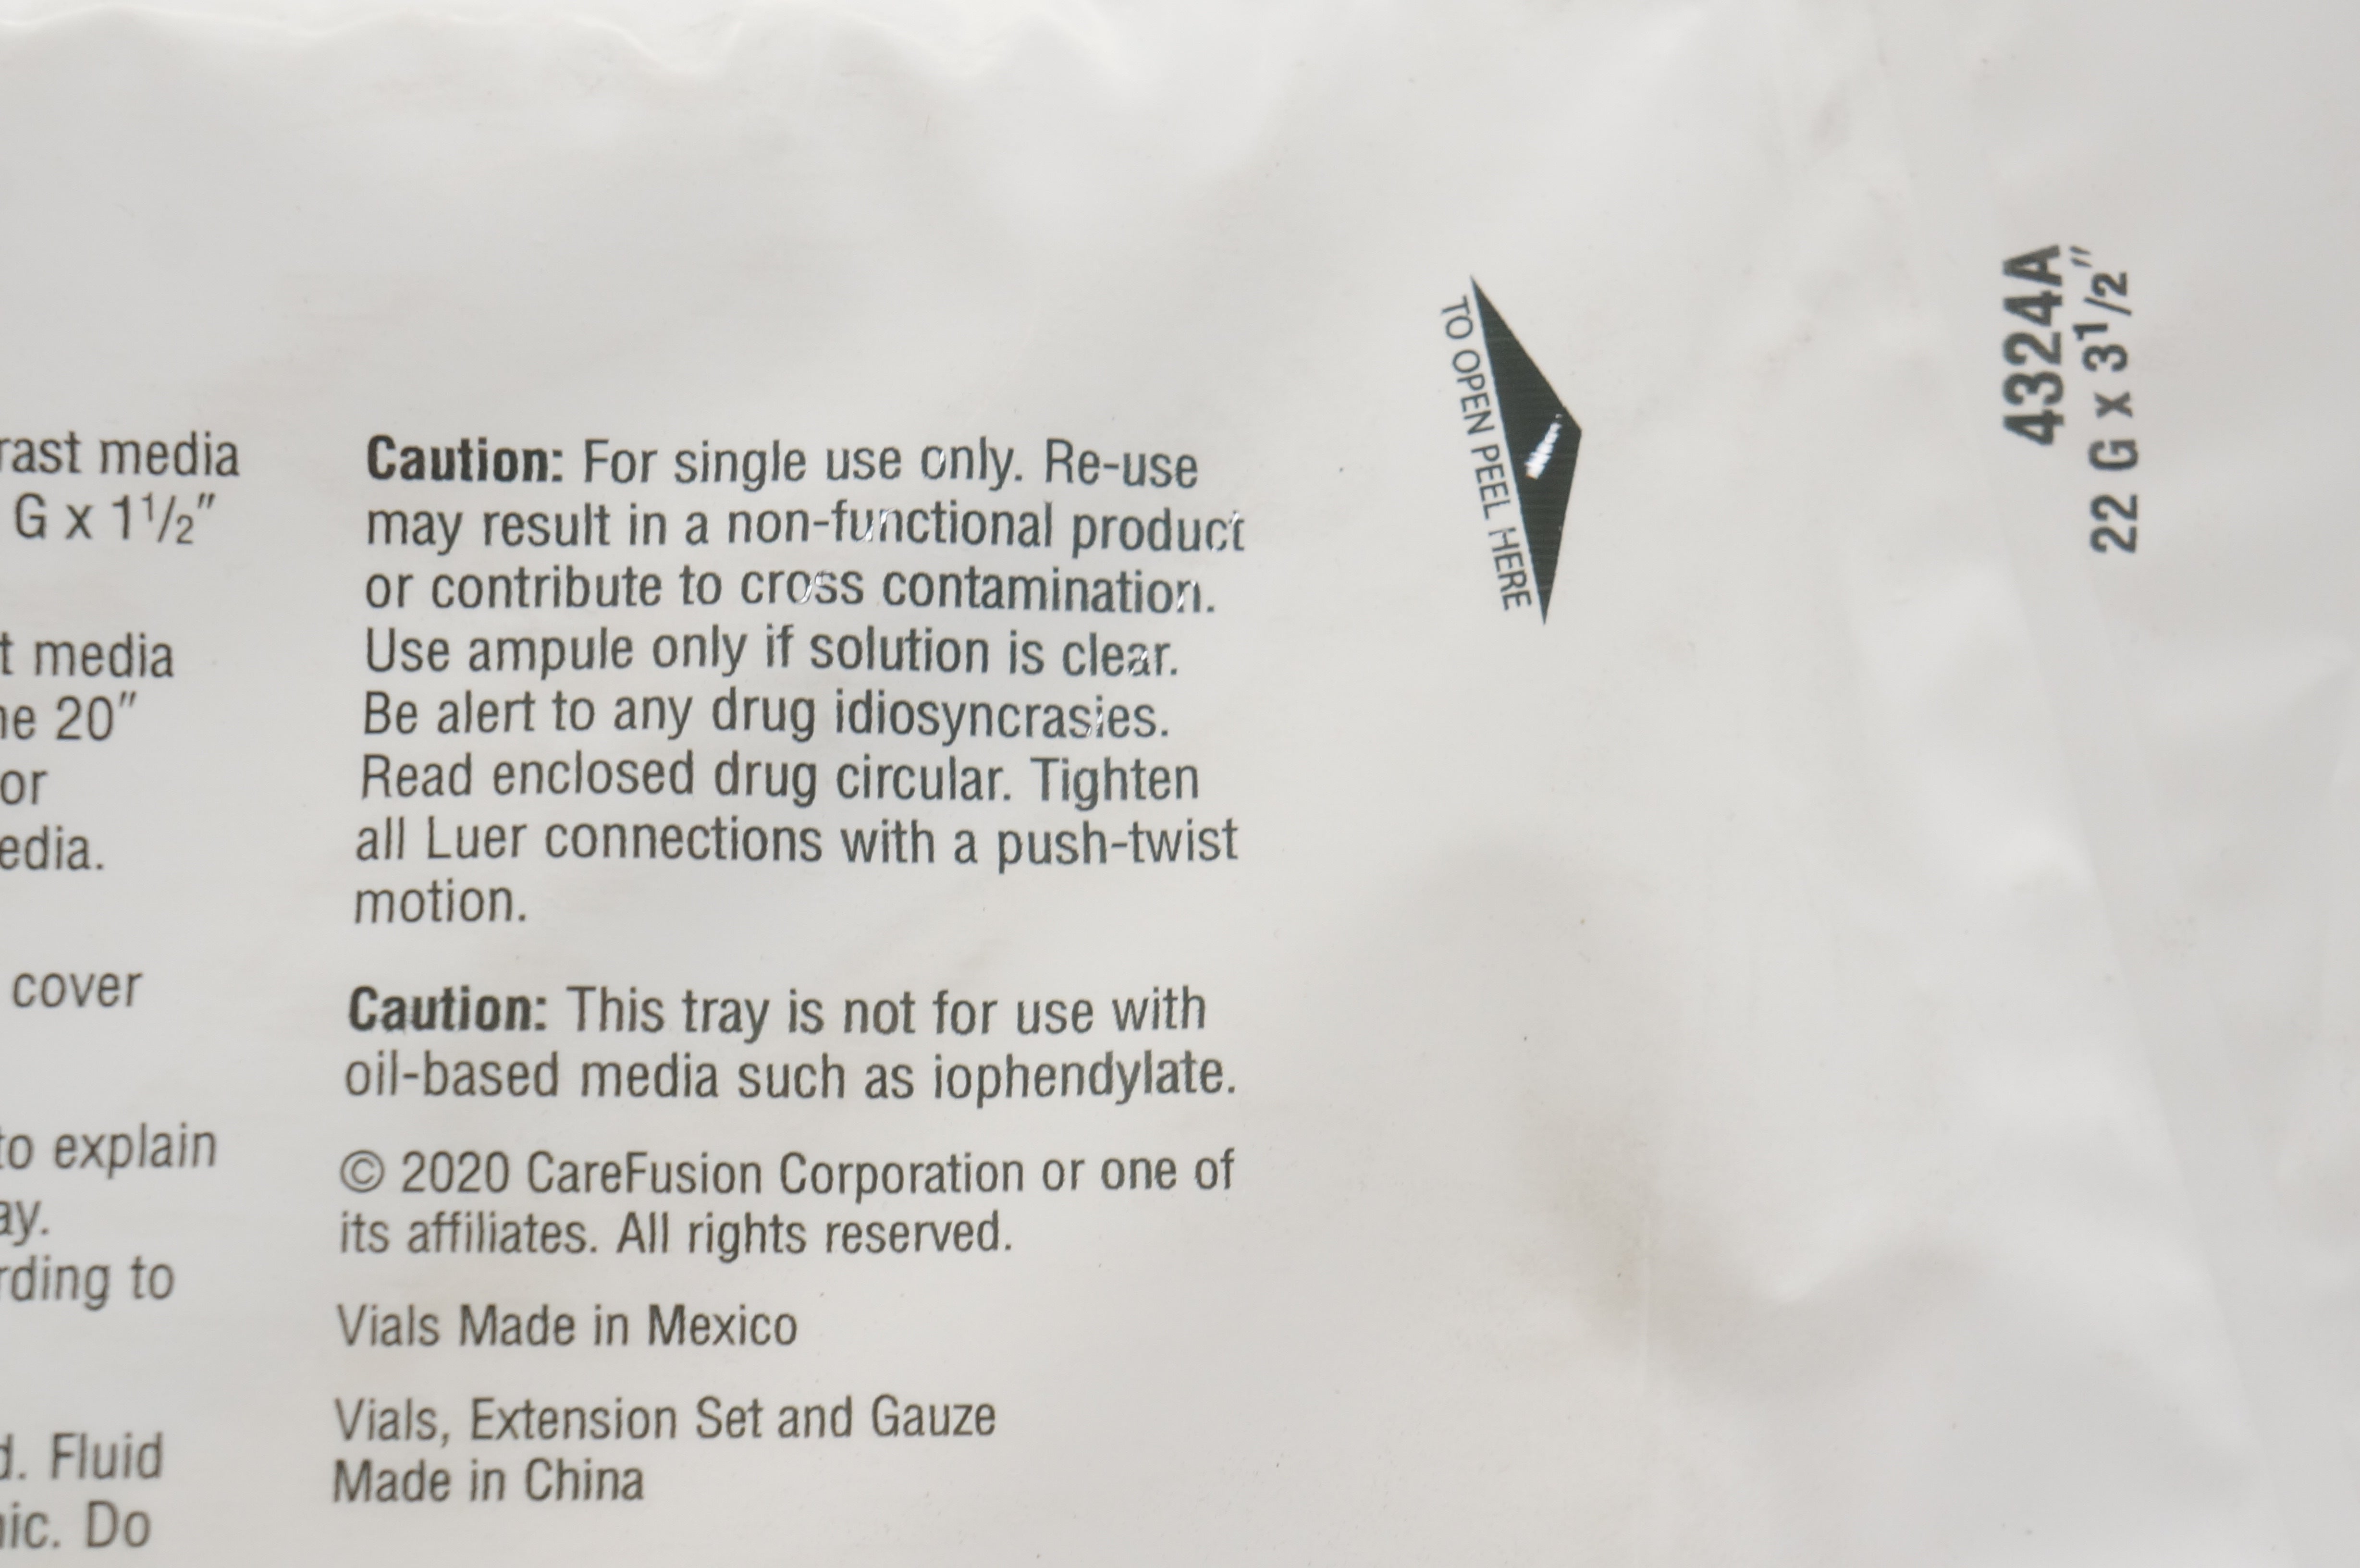 rast media
G x 1 1/2"
t media
20"
or
edia.
cover
to explain
ay.
rding to
d. Fluid
ic. Do
Caution: For single use only. Re-use
may result in a non-functional product
or contribute to cross contamination.
Use ampule only if solution is clear.
Be alert to any drug idiosyncrasies.
Read enclosed drug circular. Tighten
all Luer connections with a push-twist
motion.
Caution: This tray is not for use with
oil-based media such as iophendylate.
© 2020 CareFusion Corporation or one of
its affiliates. All rights reserved.
Vials Made in Mexico
Vials, Extension Set and Gauze
Made in China
TO OPEN PEEL HERE
4324A
22 G x 3 1/2"